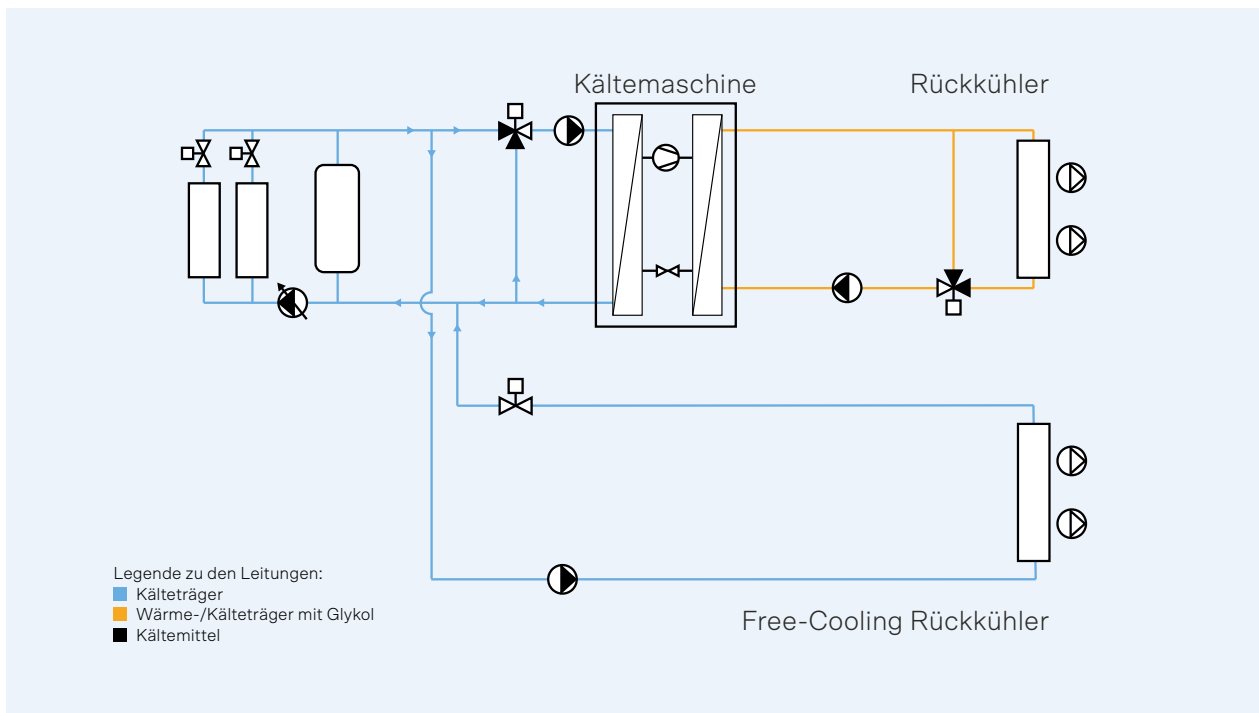 Kältemaschine
Rückkühler
Legende zu den Leitungen:
Kälteträger
Wärme-/Kälteträger mit Glykol
Kältemittel
Free-Cooling Rückkühler